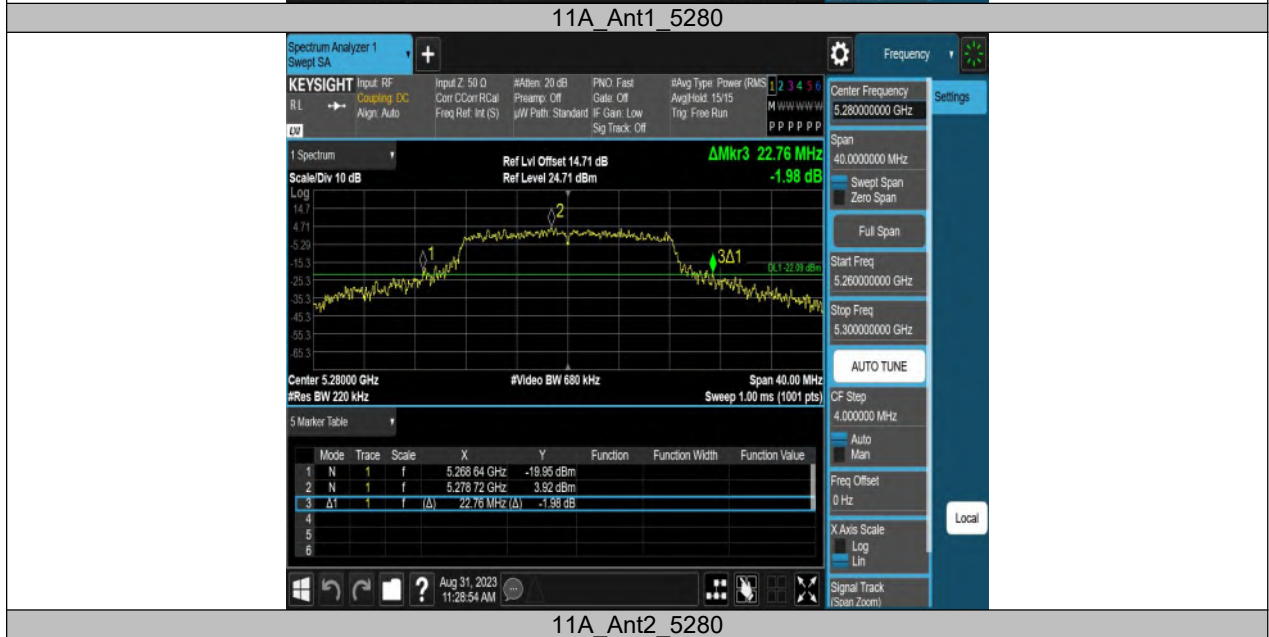 11A_Ant1_5280
Spectrum Analyzer 1
Swept SA
+
Frequency
KEYSIGHT
RL
Input: RF
Coupling: DC
Align: Auto
Input Z: 50 Ω
Corr CCorr RCal
Freq Ref: Int (S)
#Atten: 20 dB
Preamp: Off
µW Path: Standard
PNO: Fast
Gate: Off
IF Gain: Low
Sig Track: Off
#Avg Type: Power (RMS
Avg|Hold: 15/15
Trig: Free Run
1 2 3 4 5 6
M W W W W W
P P P P P P
LXI
1 Spectrum
Scale/Div 10 dB
Ref Lvl Offset 14.71 dB
Ref Level 24.71 dBm
ΔMkr3 22.76 MHz
-1.98 dB
Log
14.7
4.71
-5.29
-15.3
-25.3
-35.3
-45.3
-55.3
-65.3
1
2
3Δ1
DL1 -22.09 dBm
Center 5.28000 GHz
#Video BW 680 kHz
Span 40.00 MHz
#Res BW 220 kHz
Sweep 1.00 ms (1001 pts)
5 Marker Table
Mode Trace Scale X Y Function Function Width Function Value
1 N 1 f 5.268 64 GHz -19.95 dBm
2 N 1 f 5.278 72 GHz 3.92 dBm
3 Δ1 1 f (Δ) 22.76 MHz (Δ) -1.98 dB
4
5
6
?
Aug 31, 2023
11:28:54 AM
Center Frequency
5.280000000 GHz
Settings
Span
40.0000000 MHz
Swept Span
Zero Span
Full Span
Start Freq
5.260000000 GHz
Stop Freq
5.300000000 GHz
AUTO TUNE
CF Step
4.000000 MHz
Auto
Man
Freq Offset
0 Hz
X Axis Scale
Log
Lin
Local
Signal Track
(Span Zoom)
11A_Ant2_5280